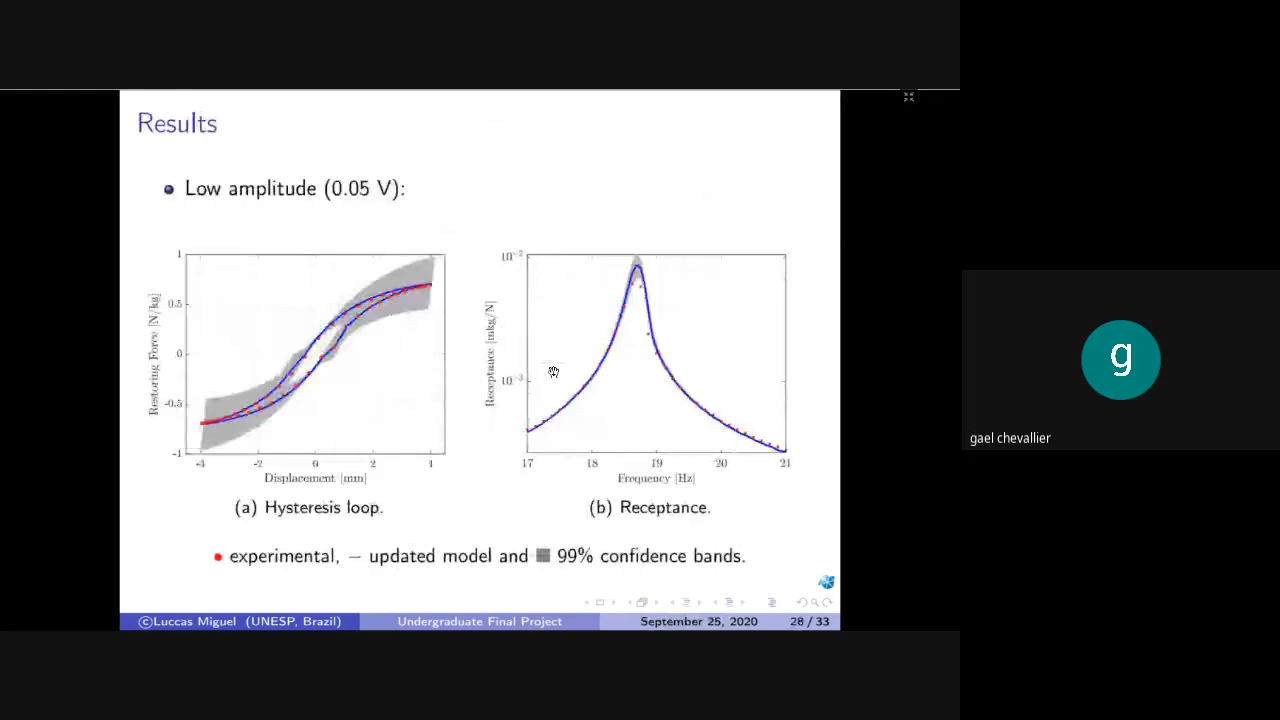 Results
Low amplitude (0.05 V):
1
0.5
0
-0.5
-1
-4
-2
0
2
4
Restoring Force [N/kg]
Displacement [mm]
10⁻²
10⁻³
17
18
19
20
21
Receptance [mkg/N]
Frequency [Hz]
(a) Hysteresis loop.
(b) Receptance.
experimental, — updated model and 99% confidence bands.
©Luccas Miguel (UNESP, Brazil)
Undergraduate Final Project
September 25, 2020
28 / 33
g
gael chevallier